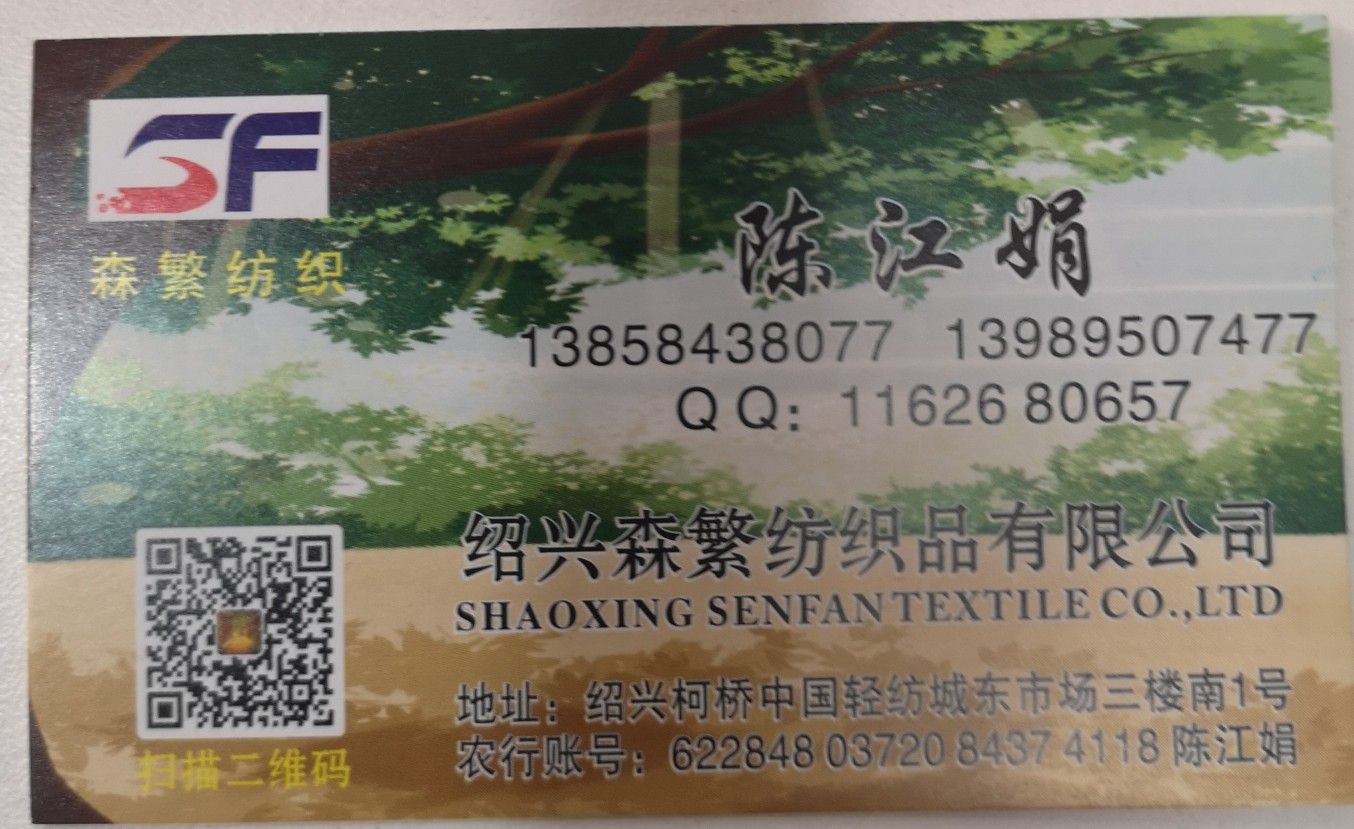 SF
森繁纺织
陈江娟
13858438077 13989507477
QQ：11626 80657
绍兴森繁纺织品有限公司
SHAOXING SENFAN TEXTILE CO.,LTD
地址：绍兴柯桥中国轻纺城东市场三楼南1号
农行账号：622848 03720 8437 4118 陈江娟
扫描二维码